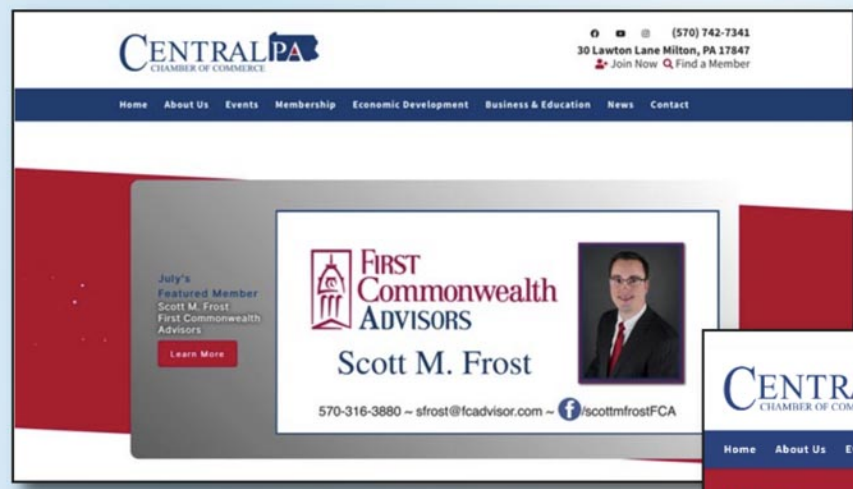 CENTRAL PA
CHAMBER OF COMMERCE
(570) 742-7341
30 Lawton Lane Milton, PA 17847
Join Now Find a Member
Home About Us Events Membership Economic Development Business & Education News Contact
July's
Featured Member
Scott M. Frost
First Commonwealth
Advisors
Learn More
FIRST
COMMONWEALTH
ADVISORS
Scott M. Frost
570-316-3880 ~ sfrost@fcadvisor.com ~ f/scottmfrostFCA
CENTRA
CHAMBER OF COM
Home About Us E